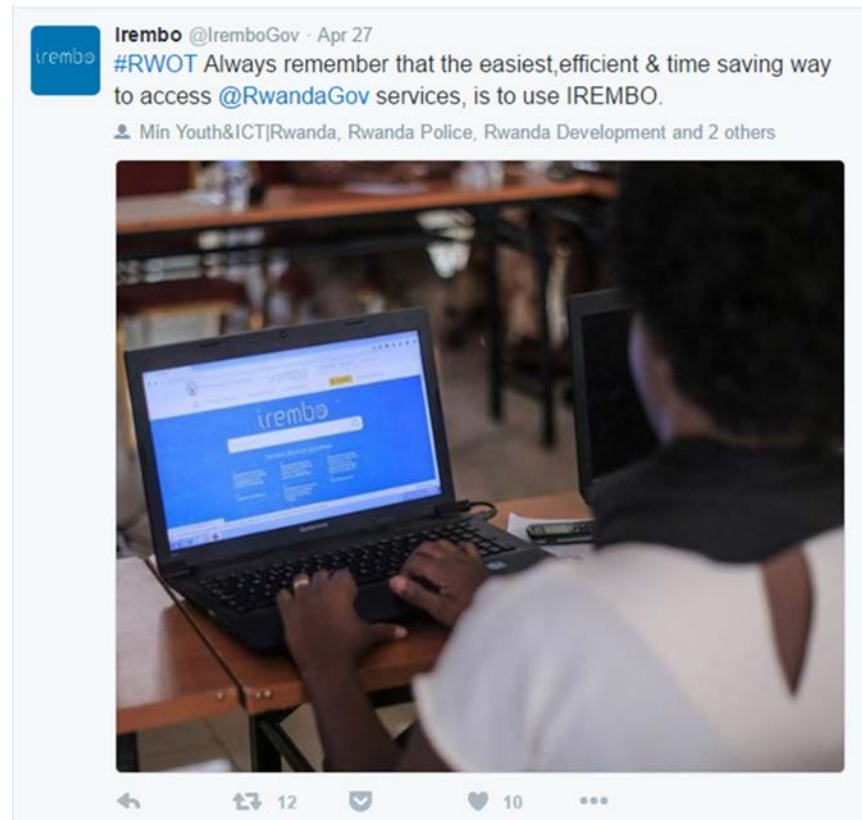 irembo
Irembo @IremboGov · Apr 27
#RWOT Always remember that the easiest,efficient & time saving way
to access @RwandaGov services, is to use IREMBO.
Min Youth&ICT|Rwanda, Rwanda Police, Rwanda Development and 2 others
irembo
irembo
12
10